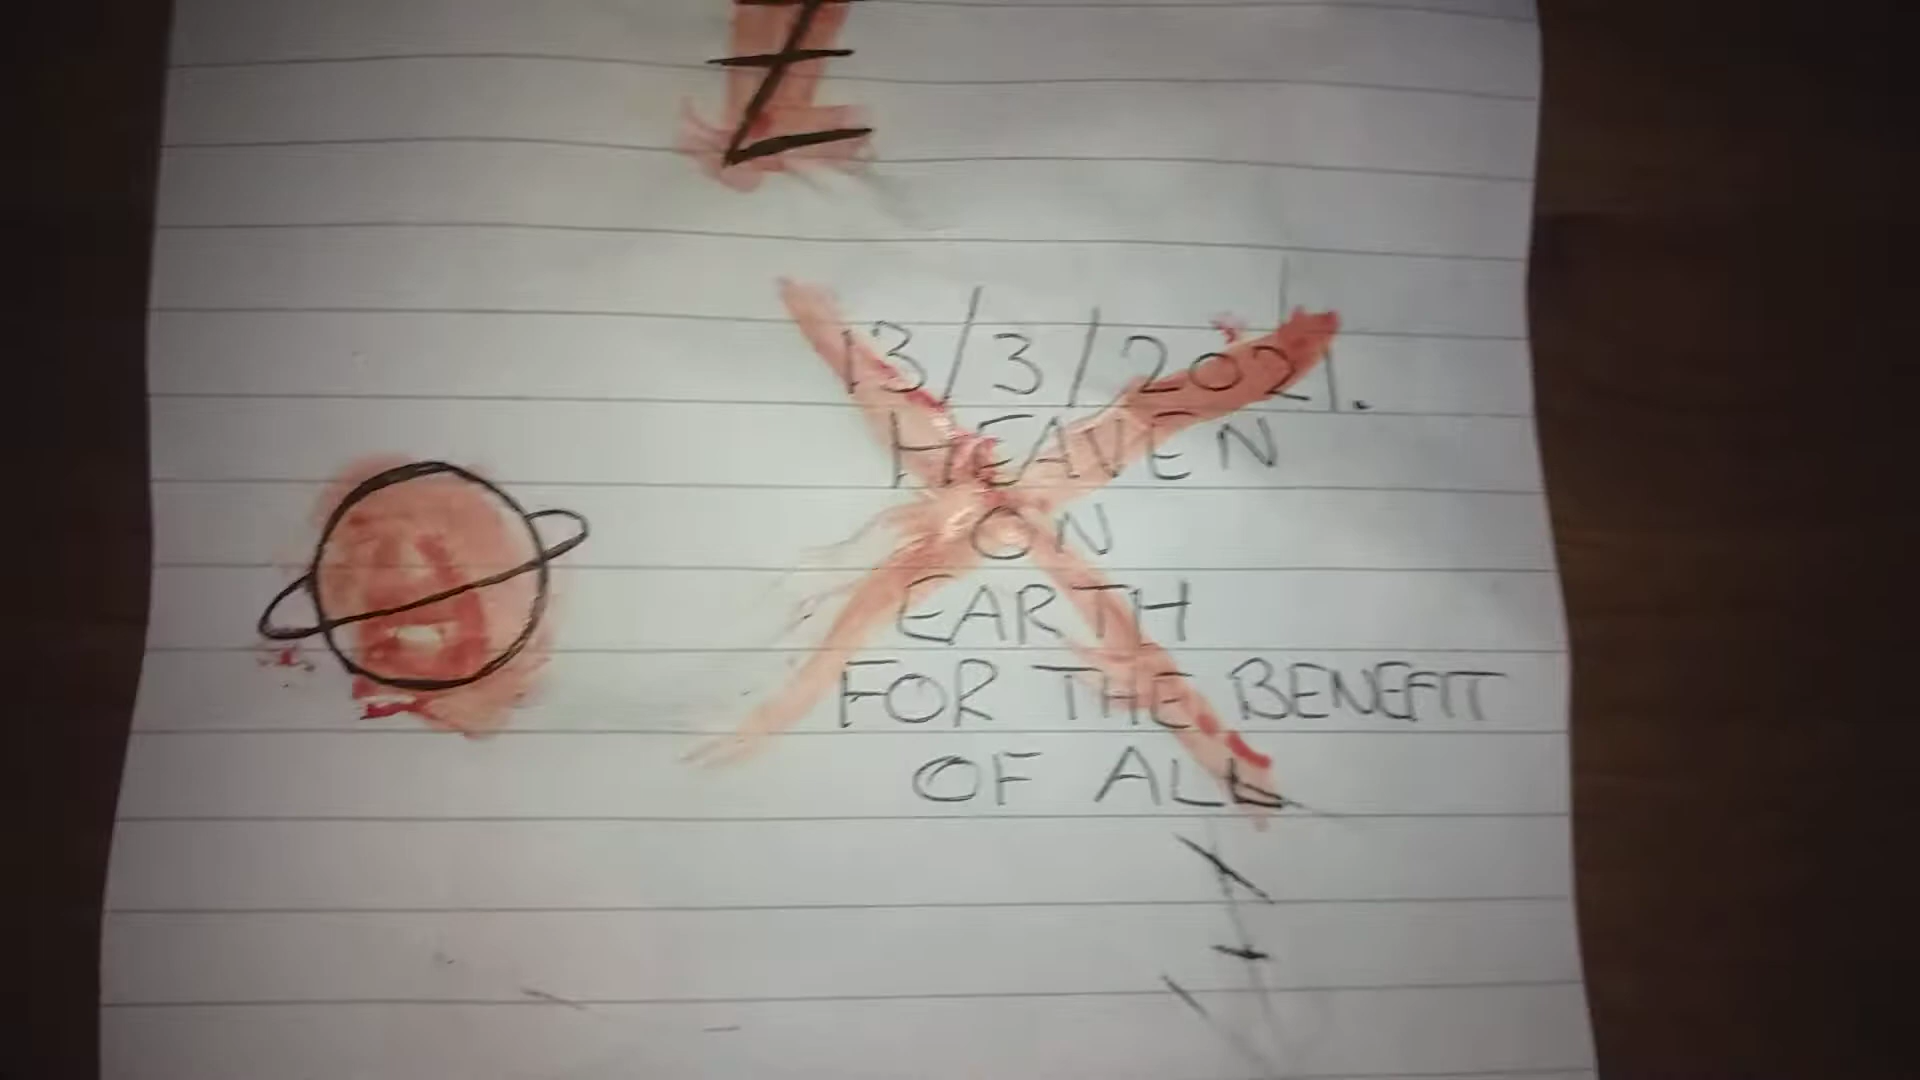 13/3/2021.
HEAVEN
ON
EARTH
FOR THE BENEFIT
OF ALL